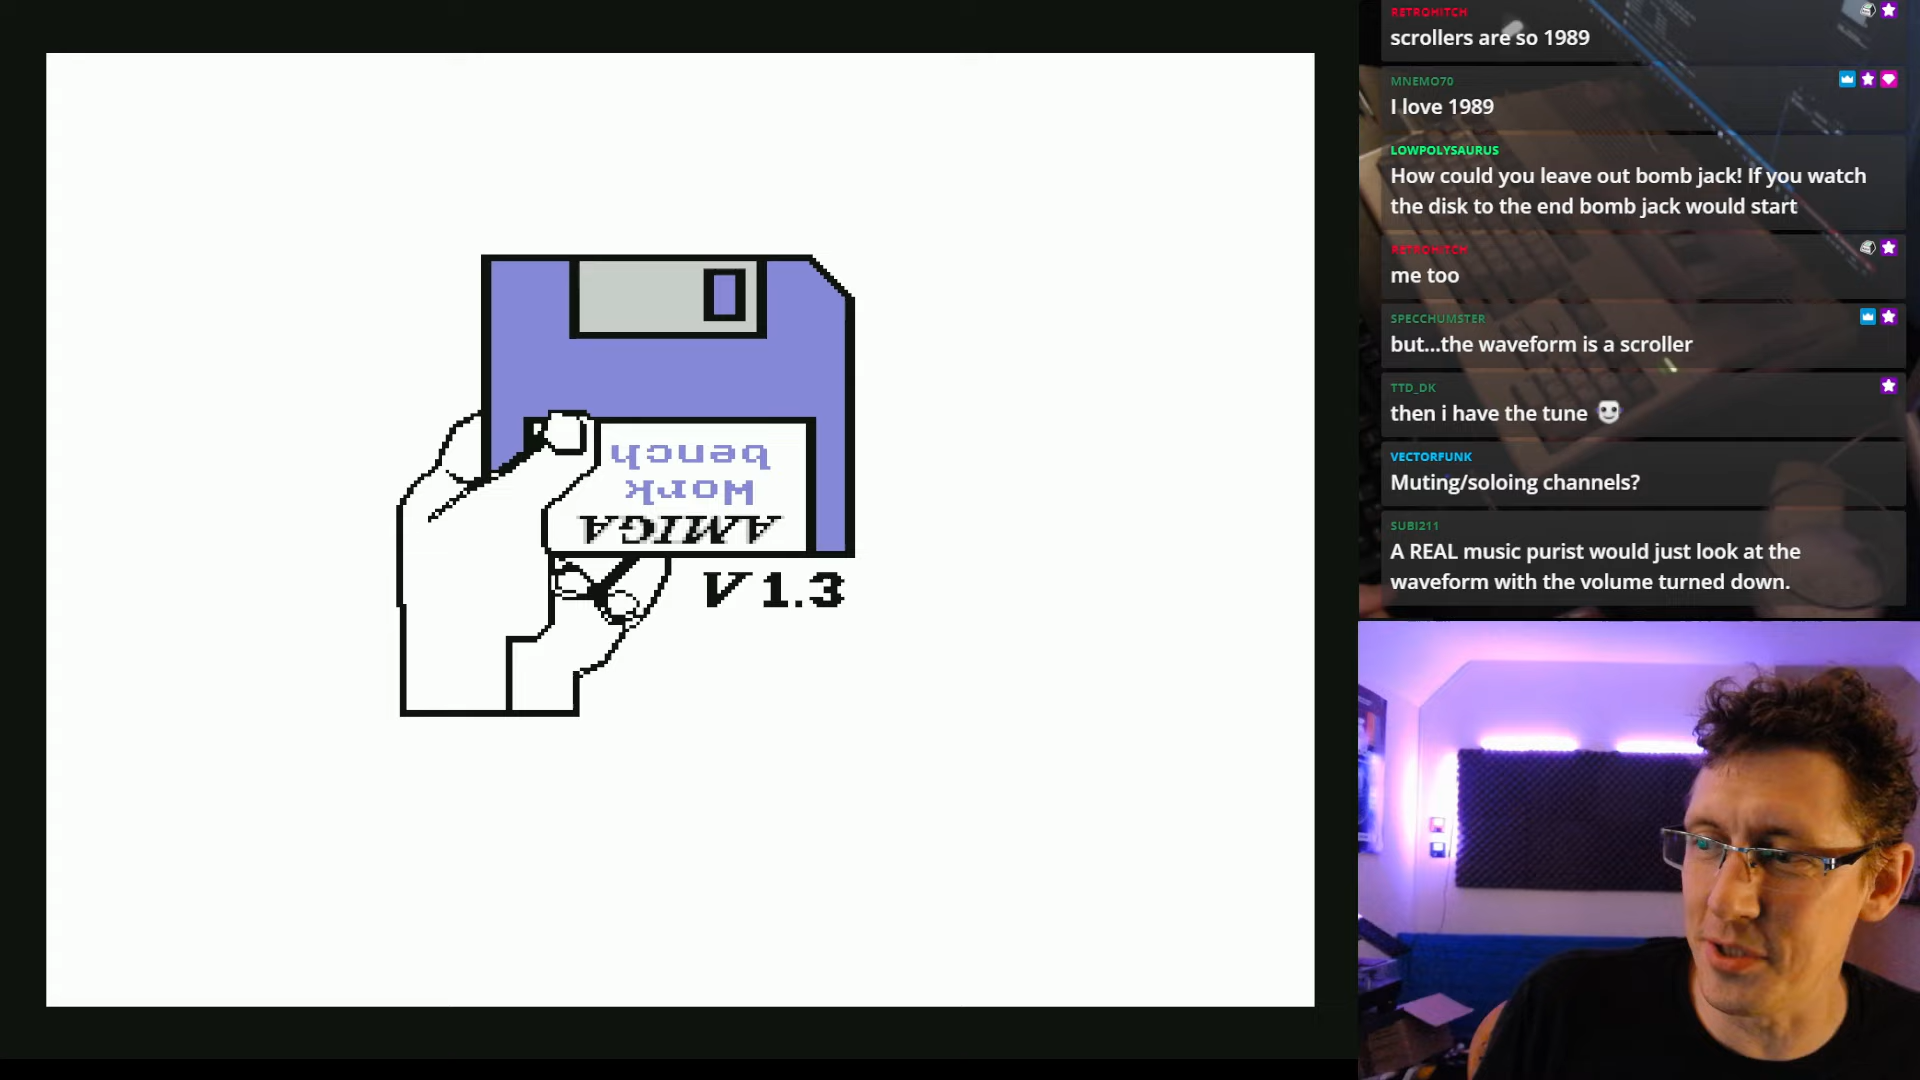 bench
Work
AMIGA
V 1.3
RETROHITCH
scrollers are so 1989
MNEMO70
I love 1989
LOWPOLYSAURUS
How could you leave out bomb jack! If you watch
the disk to the end bomb jack would start
RETROHITCH
me too
SPECCHUMSTER
but...the waveform is a scroller
TTD_DK
then i have the tune
VECTORFUNK
Muting/soloing channels?
SUBI211
A REAL music purist would just look at the
waveform with the volume turned down.